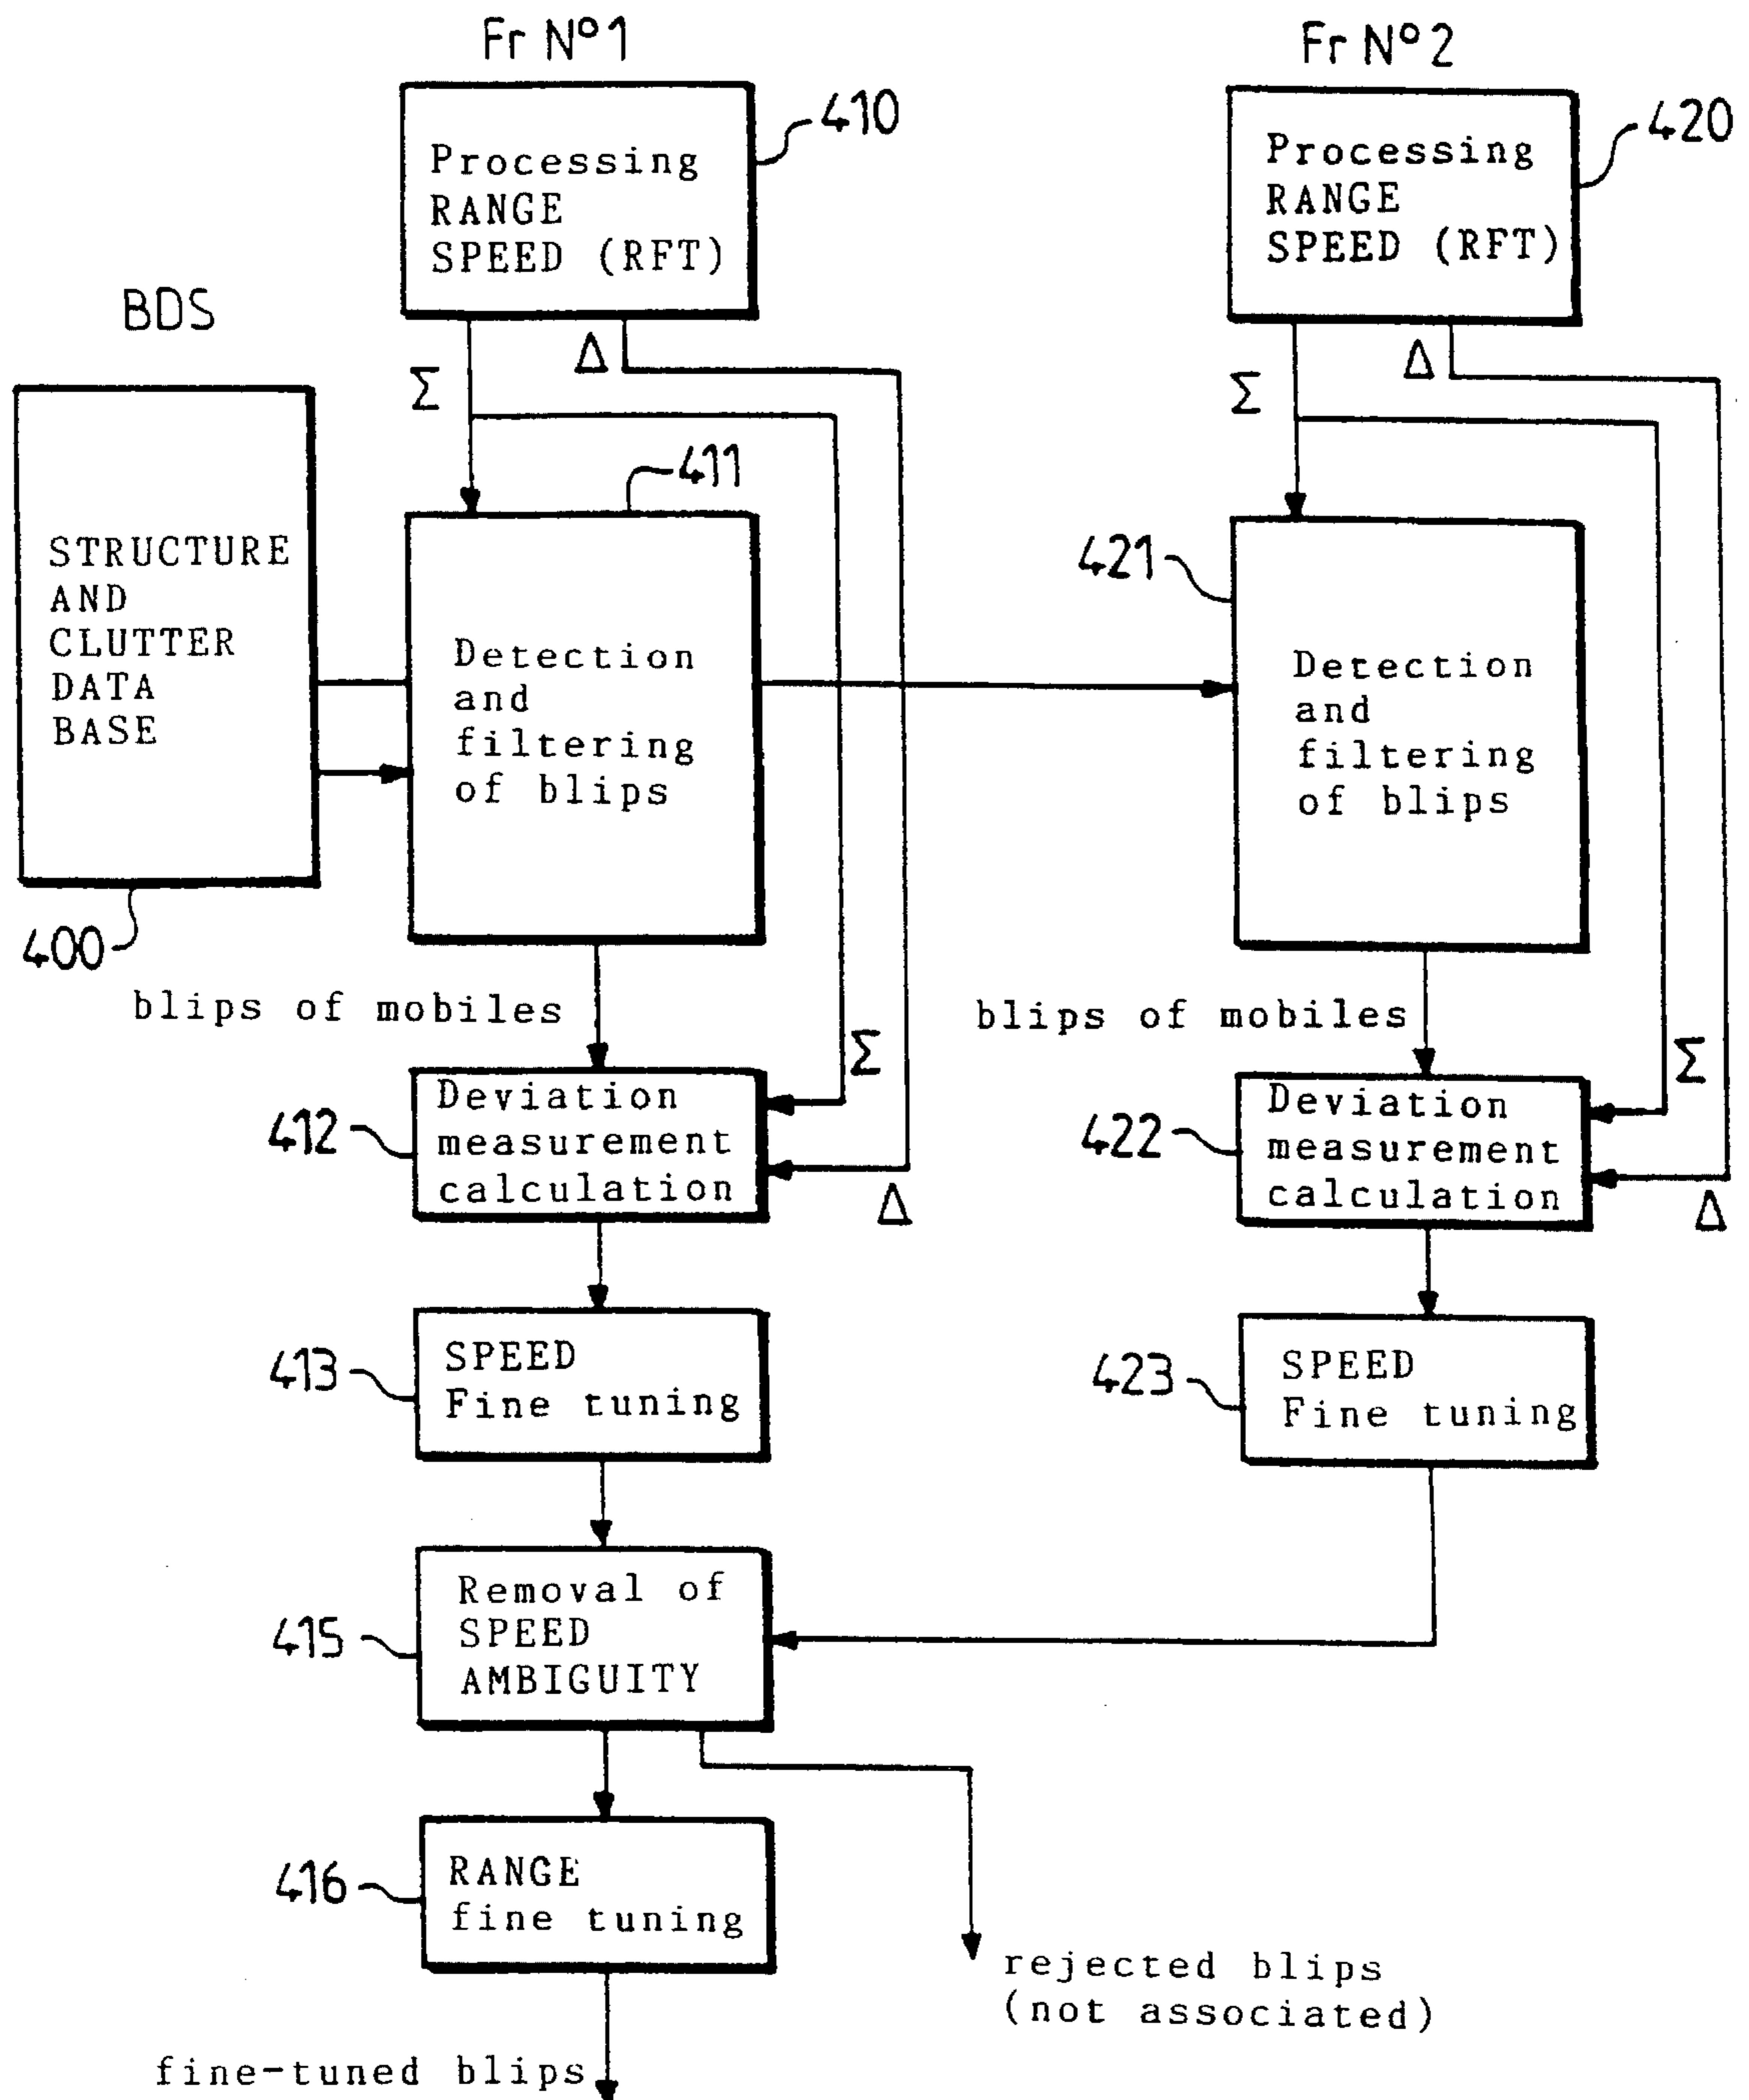 Fr Nº1
Fr Nº2
410
Processing
RANGE
SPEED (RFT)
420
Processing
RANGE
SPEED (RFT)
BDS
Σ
Δ
Σ
Δ
STRUCTURE
AND
CLUTTER
DATA
BASE
400
411
Detection
and
filtering
of blips
421
Detection
and
filtering
of blips
blips of mobiles
blips of mobiles
Σ
Σ
412
Deviation
measurement
calculation
Δ
422
Deviation
measurement
calculation
Δ
413
SPEED
Fine tuning
423
SPEED
Fine tuning
415
Removal of
SPEED
AMBIGUITY
416
RANGE
fine tuning
rejected blips
(not associated)
fine-tuned blips